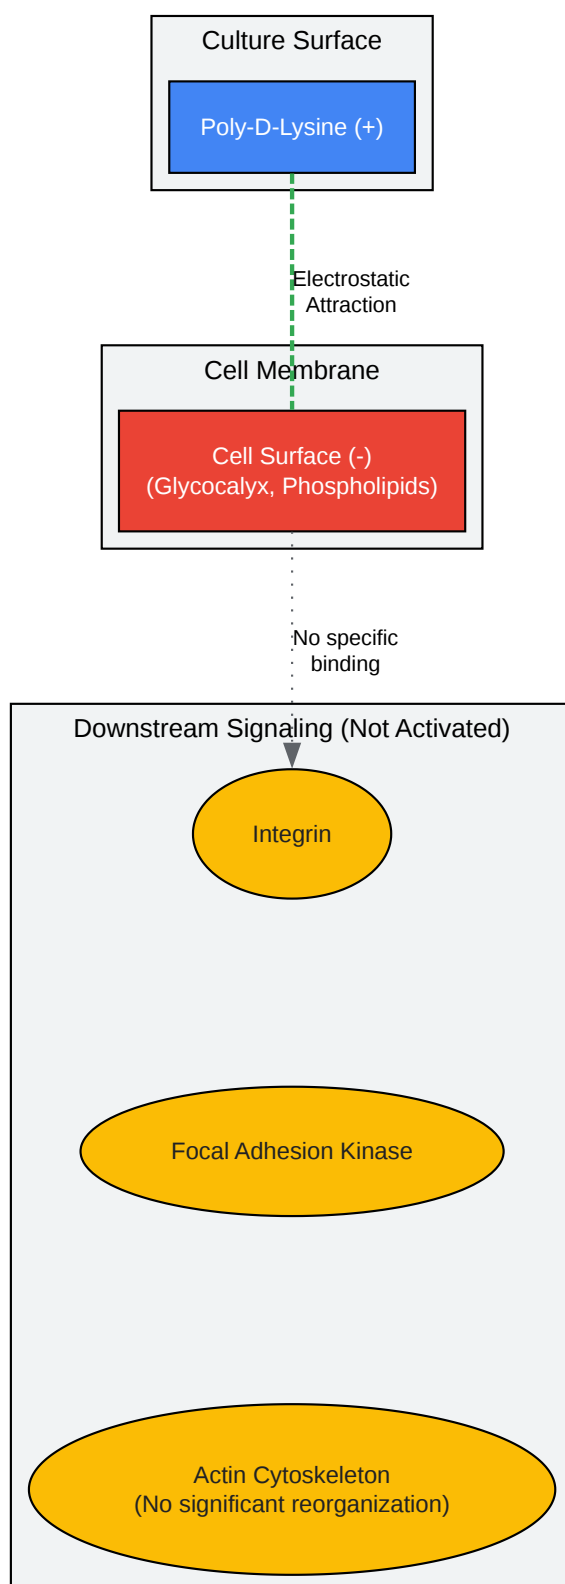 Culture Surface
Poly-D-Lysine (+)
Electrostatic
Attraction
Cell Membrane
Cell Surface (-)
(Glycocalyx, Phospholipids)
No specific
binding
Downstream Signaling (Not Activated)
Integrin
Focal Adhesion Kinase
Actin Cytoskeleton
(No significant reorganization)